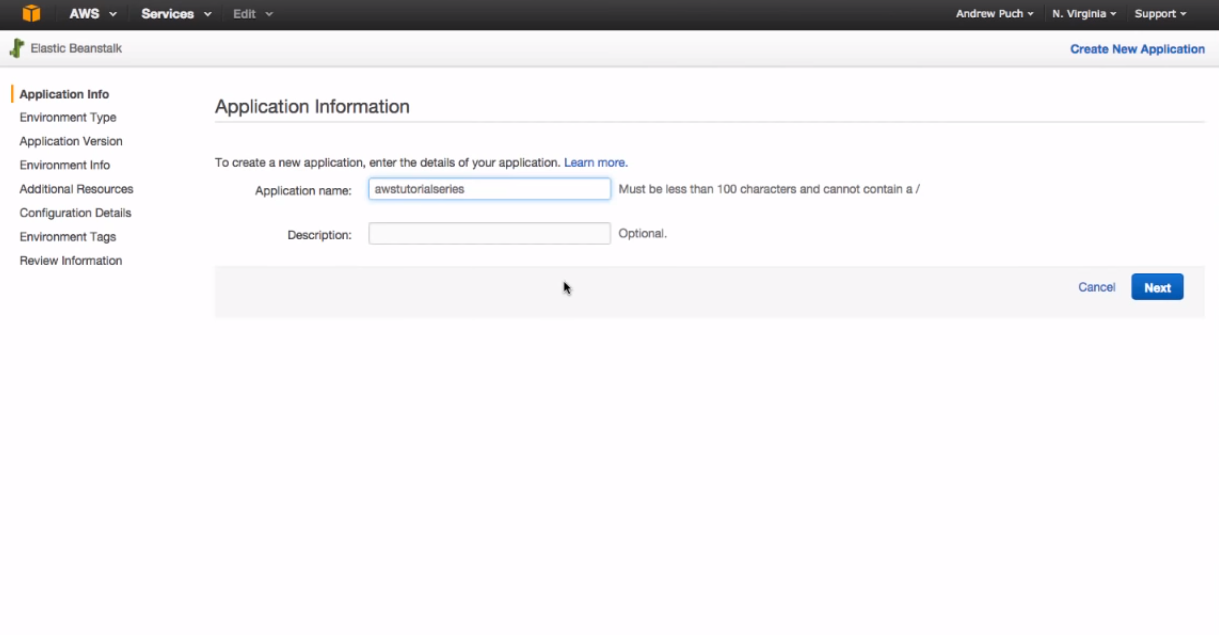 AWS Services Edit Andrew Puch N. Virginia Support
Elastic Beanstalk Create New Application
Application Info
Environment Type
Application Version
Environment Info
Additional Resources
Configuration Details
Environment Tags
Review Information
Application Information
To create a new application, enter the details of your application. Learn more.
Application name: awstutorialseries Must be less than 100 characters and cannot contain a /
Description: Optional.
Cancel Next